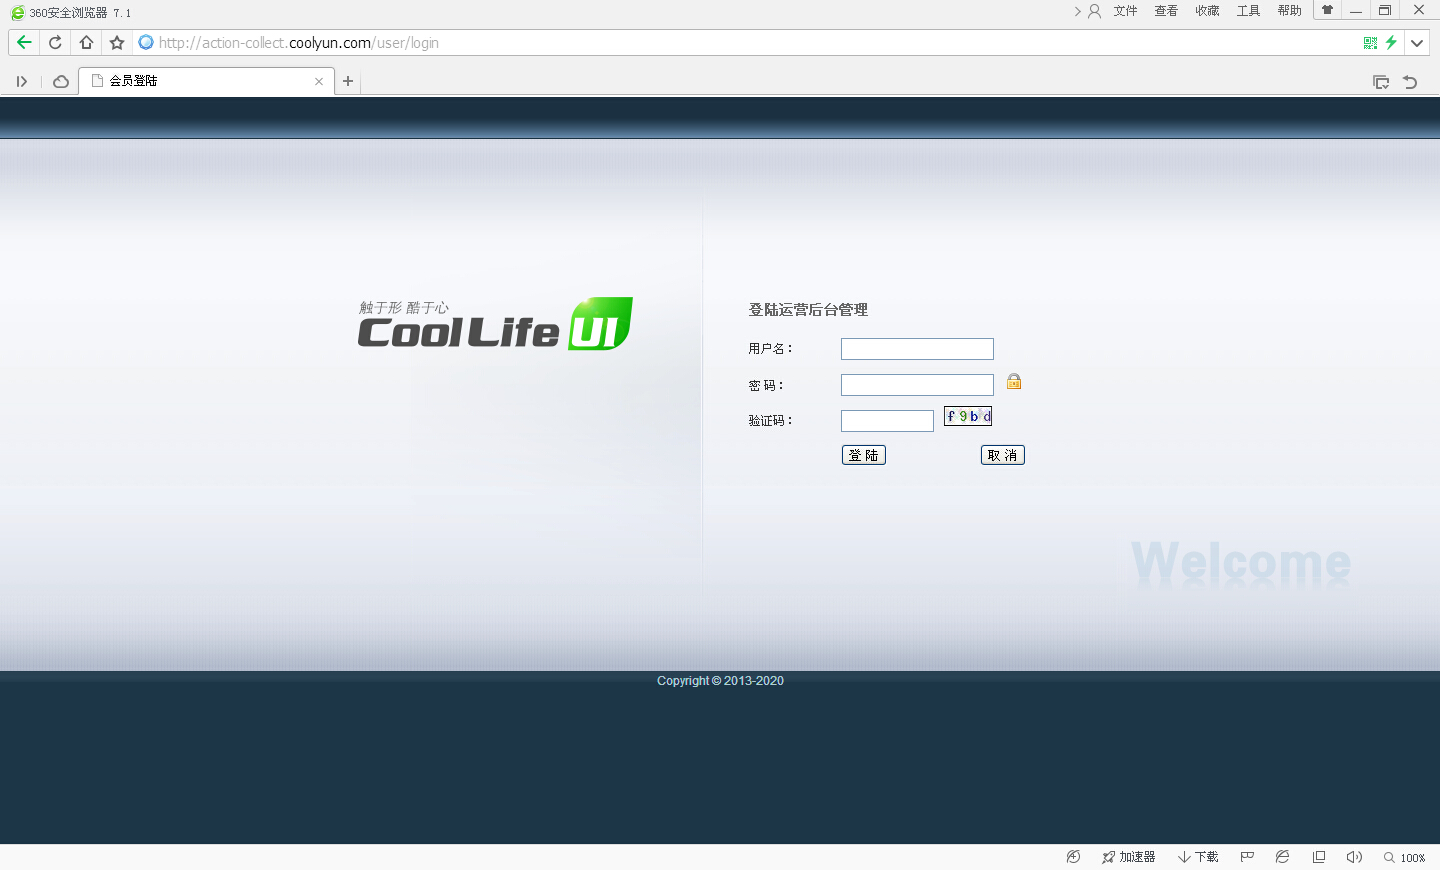 360安全浏览器 7.1
文件 查看 收藏 工具 帮助
http://action-collect.coolyun.com/user/login
会员登陆
触于形 酷于心
Cool Life UI
登陆运营后台管理
用户名：
密 码：
验证码：
f 9 b d
登 陆 取 消
Welcome
Copyright © 2013-2020
加速器 下载 100%